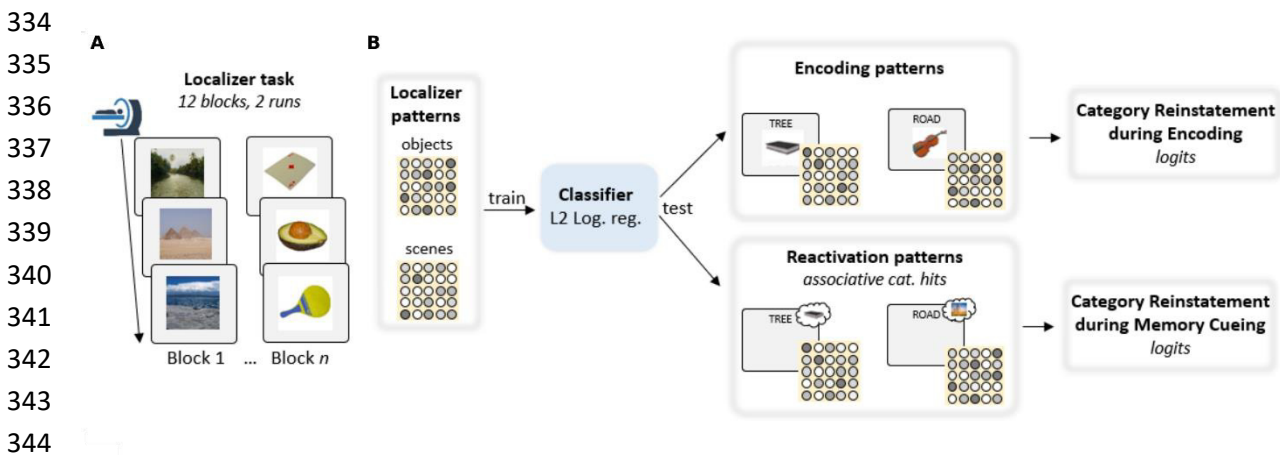 334
335
336
337
338
339
340
341
342
343
344
A
Localizer task
12 blocks, 2 runs
Block 1 ... Block n
B
Localizer
patterns
objects
scenes
train
Classifier
L2 Log. reg.
test
Encoding patterns
TREE
ROAD
Category Reinstatement
during Encoding
logits
Reactivation patterns
associative cat. hits
TREE
ROAD
Category Reinstatement
during Memory Cueing
logits